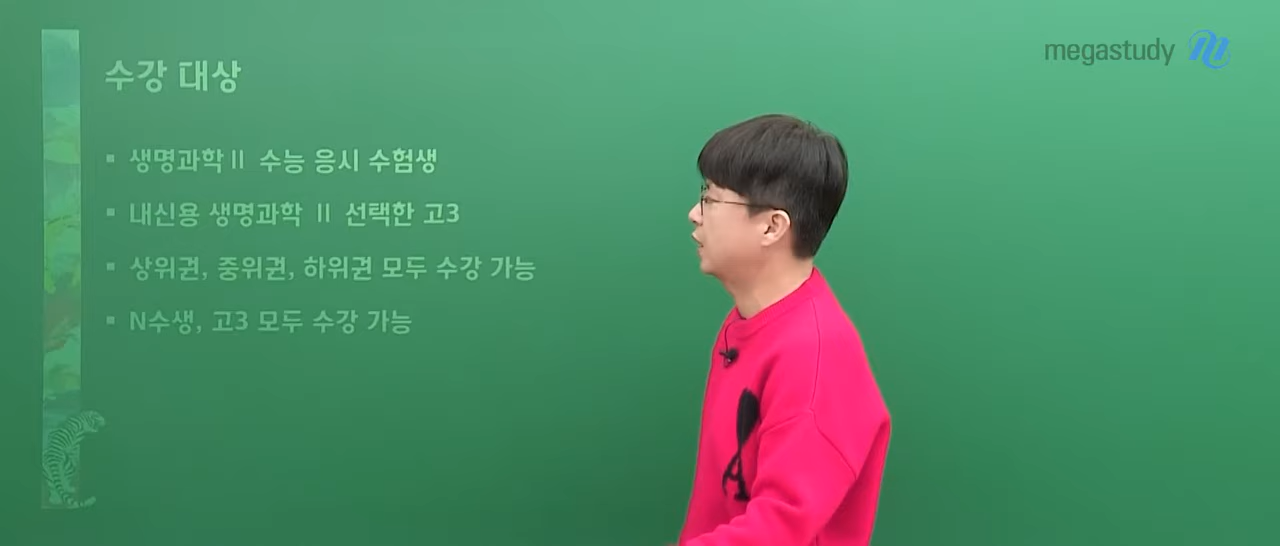 수강 대상
megastudy
▪ 생명과학Ⅱ 수능 응시 수험생
▪ 내신용 생명과학 Ⅱ 선택한 고3
▪ 상위권, 중위권, 하위권 모두 수강 가능
▪ N수생, 고3 모두 수강 가능
A